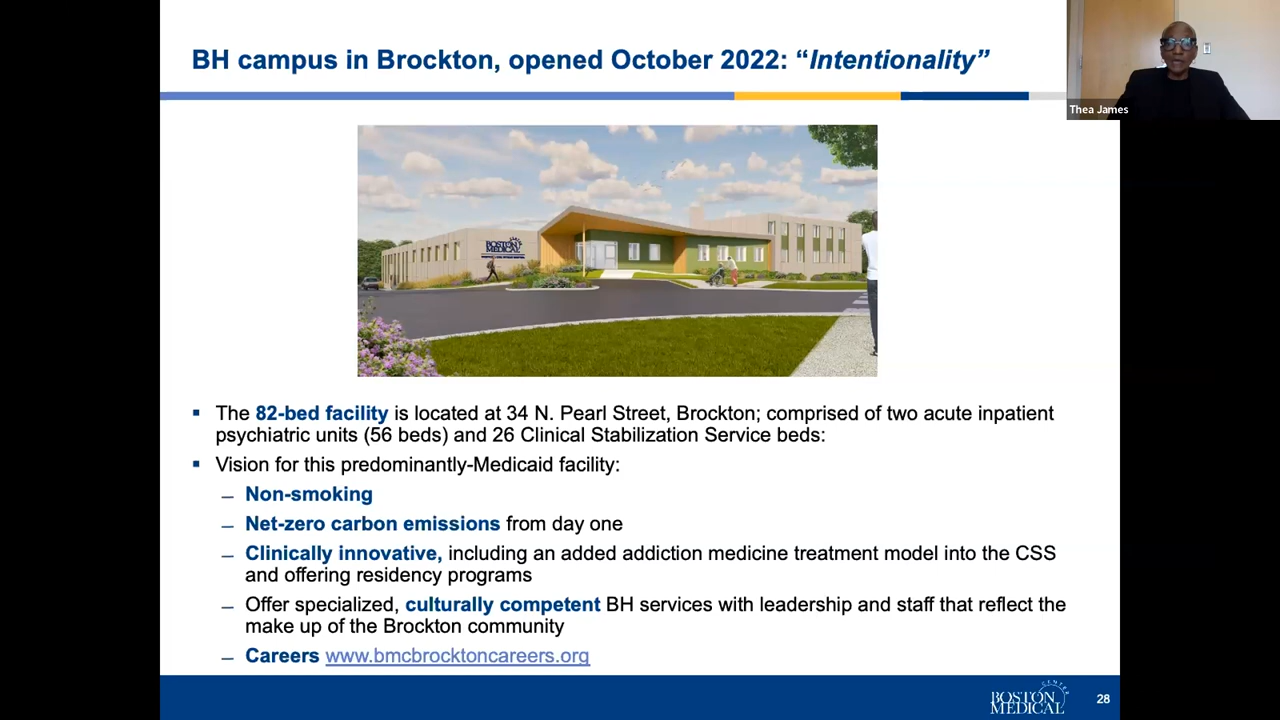 BH campus in Brockton, opened October 2022: “Intentionality”
Thea James
BOSTON
MEDICAL
▪ The 82-bed facility is located at 34 N. Pearl Street, Brockton; comprised of two acute inpatient
psychiatric units (56 beds) and 26 Clinical Stabilization Service beds:
▪ Vision for this predominantly-Medicaid facility:
– Non-smoking
– Net-zero carbon emissions from day one
– Clinically innovative, including an added addiction medicine treatment model into the CSS
and offering residency programs
– Offer specialized, culturally competent BH services with leadership and staff that reflect the
make up of the Brockton community
– Careers www.bmcbrocktoncareers.org
BOSTON
MEDICAL
CENTER
28